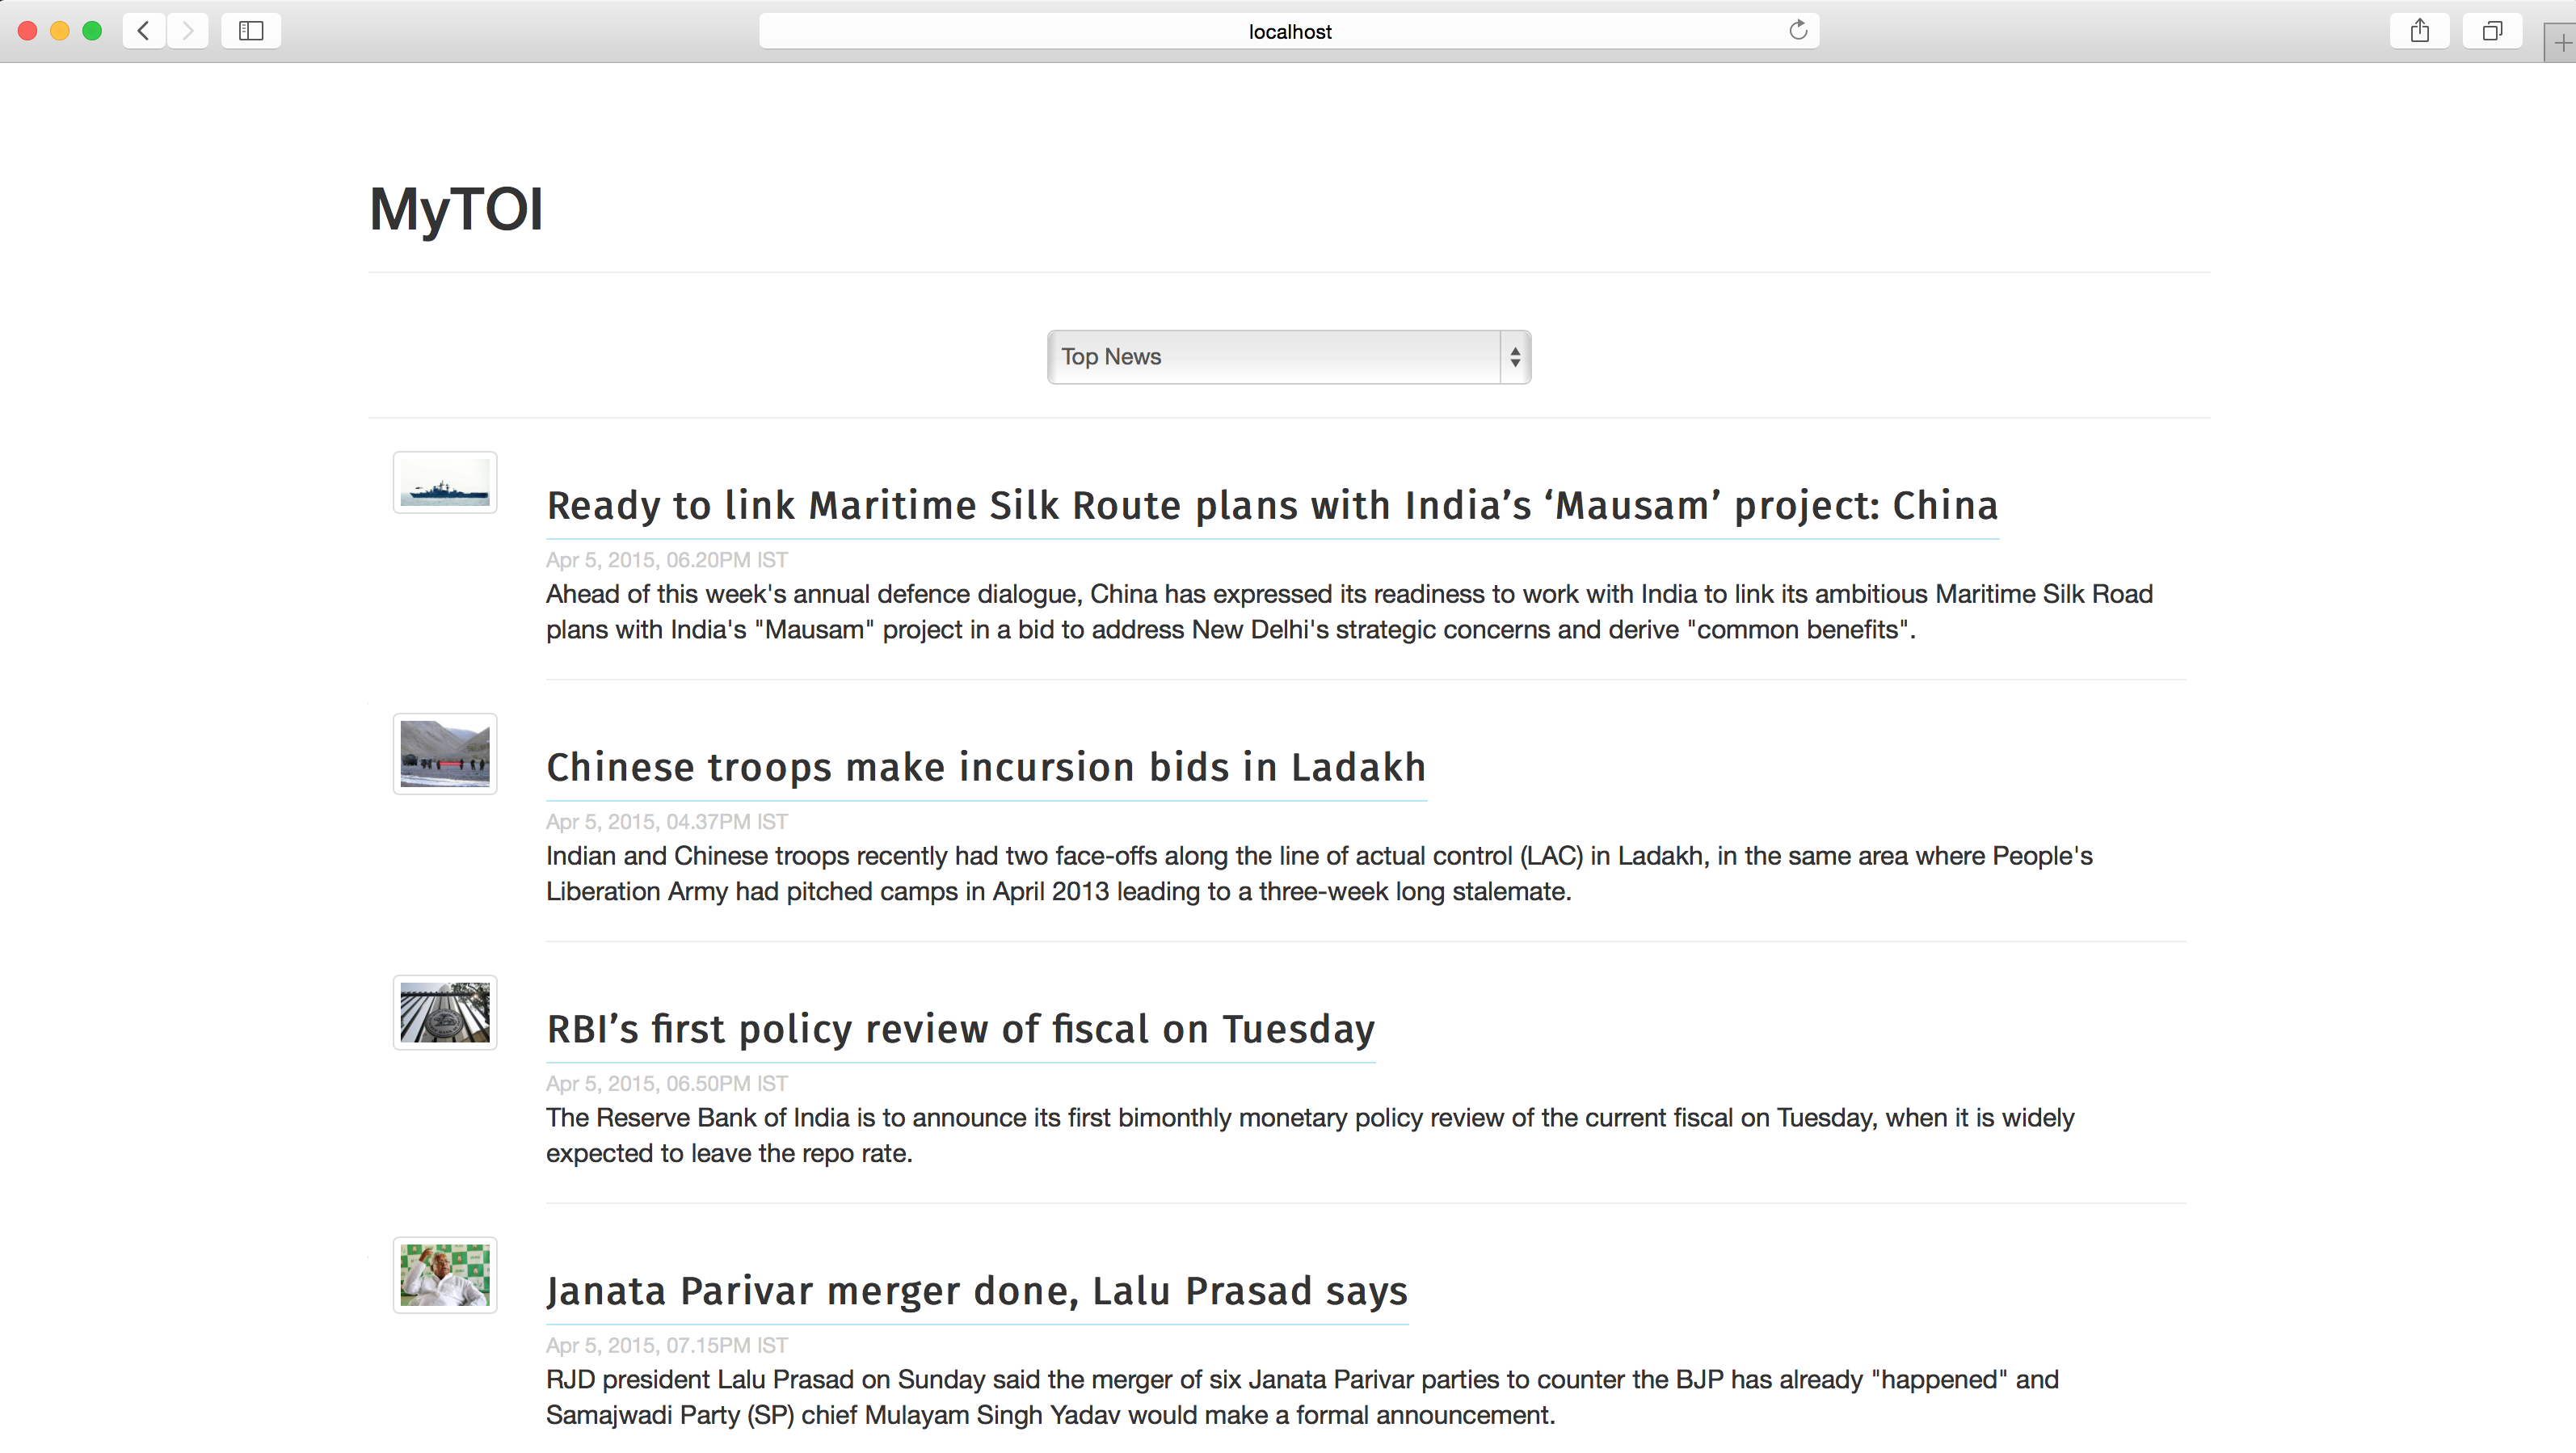 localhost
MyTOI
Top News
Ready to link Maritime Silk Route plans with India’s ‘Mausam’ project: China
Apr 5, 2015, 06.20PM IST
Ahead of this week's annual defence dialogue, China has expressed its readiness to work with India to link its ambitious Maritime Silk Road
plans with India's "Mausam" project in a bid to address New Delhi's strategic concerns and derive "common benefits".
Chinese troops make incursion bids in Ladakh
Apr 5, 2015, 04.37PM IST
Indian and Chinese troops recently had two face-offs along the line of actual control (LAC) in Ladakh, in the same area where People's
Liberation Army had pitched camps in April 2013 leading to a three-week long stalemate.
RBI’s first policy review of fiscal on Tuesday
Apr 5, 2015, 06.50PM IST
The Reserve Bank of India is to announce its first bimonthly monetary policy review of the current fiscal on Tuesday, when it is widely
expected to leave the repo rate.
Janata Parivar merger done, Lalu Prasad says
Apr 5, 2015, 07.15PM IST
RJD president Lalu Prasad on Sunday said the merger of six Janata Parivar parties to counter the BJP has already "happened" and
Samajwadi Party (SP) chief Mulayam Singh Yadav would make a formal announcement.